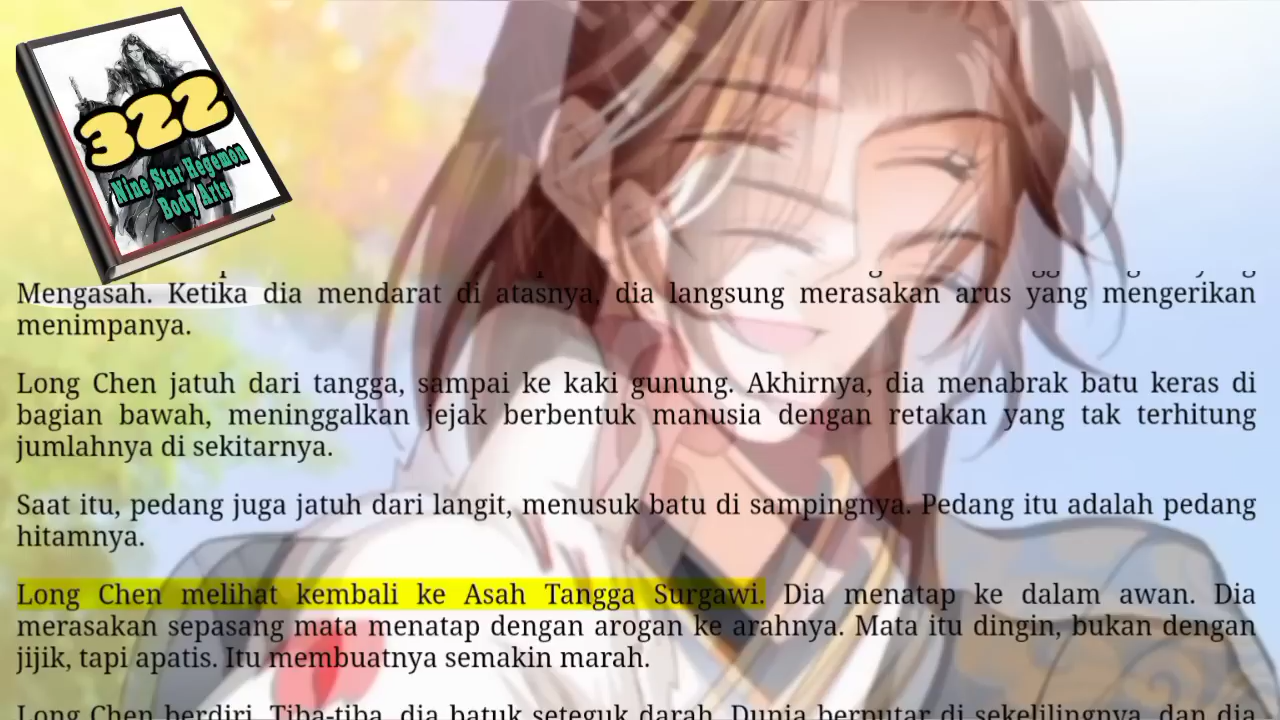 322
Nine Star Hegemon
Body Arts
Mengasah. Ketika dia mendarat di atasnya, dia langsung merasakan arus yang mengerikan
menimpanya.
Long Chen jatuh dari tangga, sampai ke kaki gunung. Akhirnya, dia menabrak batu keras di
bagian bawah, meninggalkan jejak berbentuk manusia dengan retakan yang tak terhitung
jumlahnya di sekitarnya.
Saat itu, pedang juga jatuh dari langit, menusuk batu di sampingnya. Pedang itu adalah pedang
hitamnya.
Long Chen melihat kembali ke Asah Tangga Surgawi. Dia menatap ke dalam awan. Dia
merasakan sepasang mata menatap dengan arogan ke arahnya. Mata itu dingin, bukan dengan
jijik, tapi apatis. Itu membuatnya semakin marah.
Long Chen berdiri. Tiba-tiba, dia batuk seteguk darah. Dunia berputar di sekelilingnya, dan dia